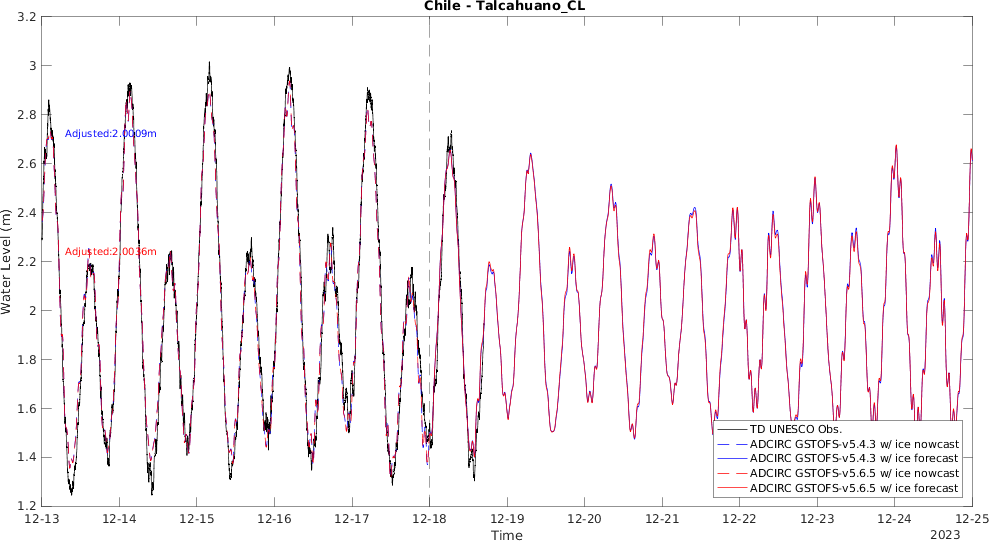 Chile - Talcahuano_CL
3.2
3
2.8
2.6
2.4
2.2
2
1.8
1.6
1.4
1.2
Water Level (m)
Adjusted:2.0009m
Adjusted:2.0036m
TD UNESCO Obs.
ADCIRC GSTOFS-v5.4.3 w/ ice nowcast
ADCIRC GSTOFS-v5.4.3 w/ ice forecast
ADCIRC GSTOFS-v5.6.5 w/ ice nowcast
ADCIRC GSTOFS-v5.6.5 w/ ice forecast
12-13 12-14 12-15 12-16 12-17 12-18 12-19 12-20 12-21 12-22 12-23 12-24 12-25
Time
2023